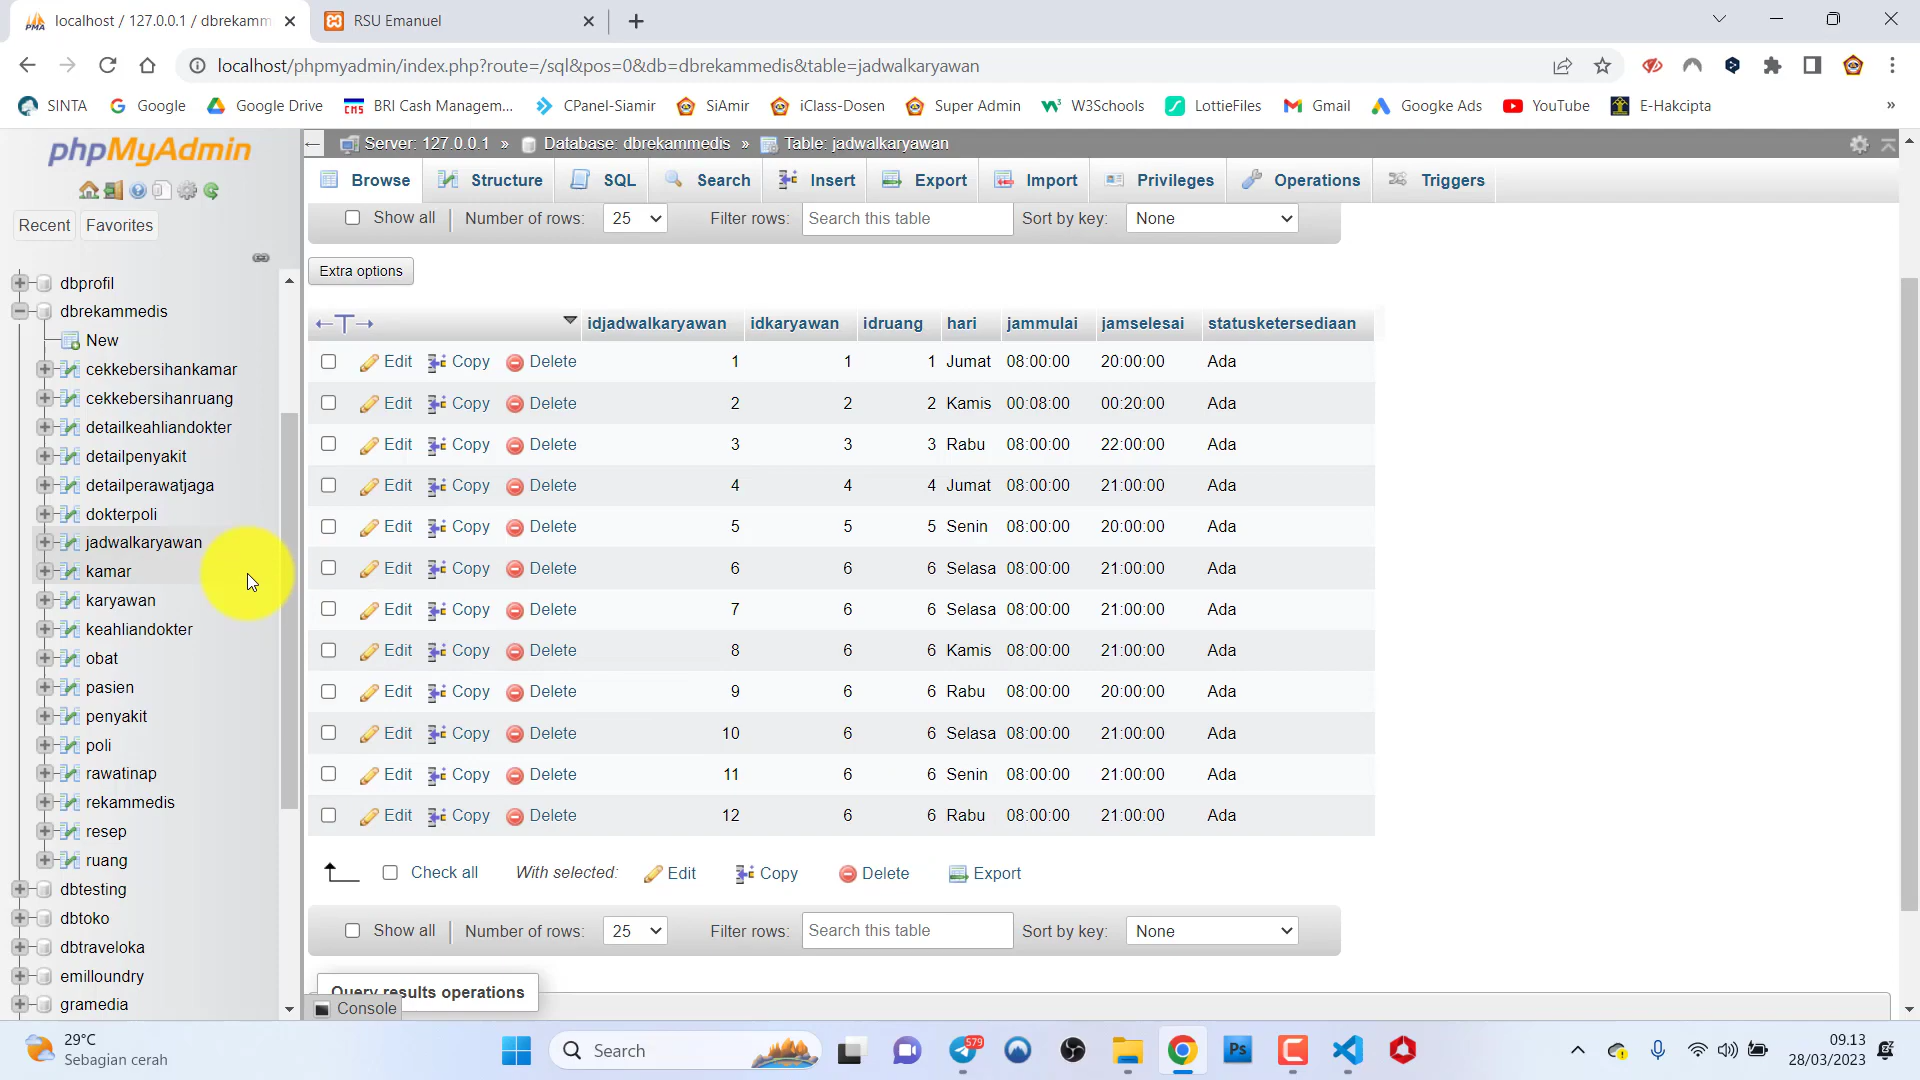 localhost / 127.0.0.1 / dbrekamm
RSU Emanuel
localhost/phpmyadmin/index.php?route=/sql&pos=0&db=dbrekammedis&table=jadwalkaryawan
SINTA
Google
Google Drive
CMS
BRI Cash Managem...
CPanel-Siamir
SiAmir
iClass-Dosen
Super Admin
W3Schools
LottieFiles
Gmail
Googke Ads
YouTube
E-Hakcipta
»
phpMyAdmin
Recent
Favorites
dbprofil
dbrekammedis
New
cekkebersihankamar
cekkebersihanruang
detailkeahliandokter
detailpenyakit
detailperawatjaga
dokterpoli
jadwalkaryawan
kamar
karyawan
keahliandokter
obat
pasien
penyakit
poli
rawatinap
rekammedis
resep
ruang
dbtesting
dbtoko
dbtraveloka
emilloundry
gramedia
Server: 127.0.0.1 » Database: dbrekammedis » Table: jadwalkaryawan
Browse Structure SQL Search Insert Export Import Privileges Operations Triggers
Show all Number of rows: 25 Filter rows: Search this table Sort by key: None
Extra options
idjadwalkaryawan idkaryawan idruang hari jammulai jamselesai statusketersediaan
Edit Copy Delete 1 1 1 Jumat 08:00:00 20:00:00 Ada
Edit Copy Delete 2 2 2 Kamis 00:08:00 00:20:00 Ada
Edit Copy Delete 3 3 3 Rabu 08:00:00 22:00:00 Ada
Edit Copy Delete 4 4 4 Jumat 08:00:00 21:00:00 Ada
Edit Copy Delete 5 5 5 Senin 08:00:00 20:00:00 Ada
Edit Copy Delete 6 6 6 Selasa 08:00:00 21:00:00 Ada
Edit Copy Delete 7 6 6 Selasa 08:00:00 21:00:00 Ada
Edit Copy Delete 8 6 6 Kamis 08:00:00 21:00:00 Ada
Edit Copy Delete 9 6 6 Rabu 08:00:00 20:00:00 Ada
Edit Copy Delete 10 6 6 Selasa 08:00:00 21:00:00 Ada
Edit Copy Delete 11 6 6 Senin 08:00:00 21:00:00 Ada
Edit Copy Delete 12 6 6 Rabu 08:00:00 21:00:00 Ada
Check all With selected: Edit Copy Delete Export
Show all Number of rows: 25 Filter rows: Search this table Sort by key: None
Query results operations
Console
29°C
Sebagian cerah
Search
579
Ps
09.13
28/03/2023